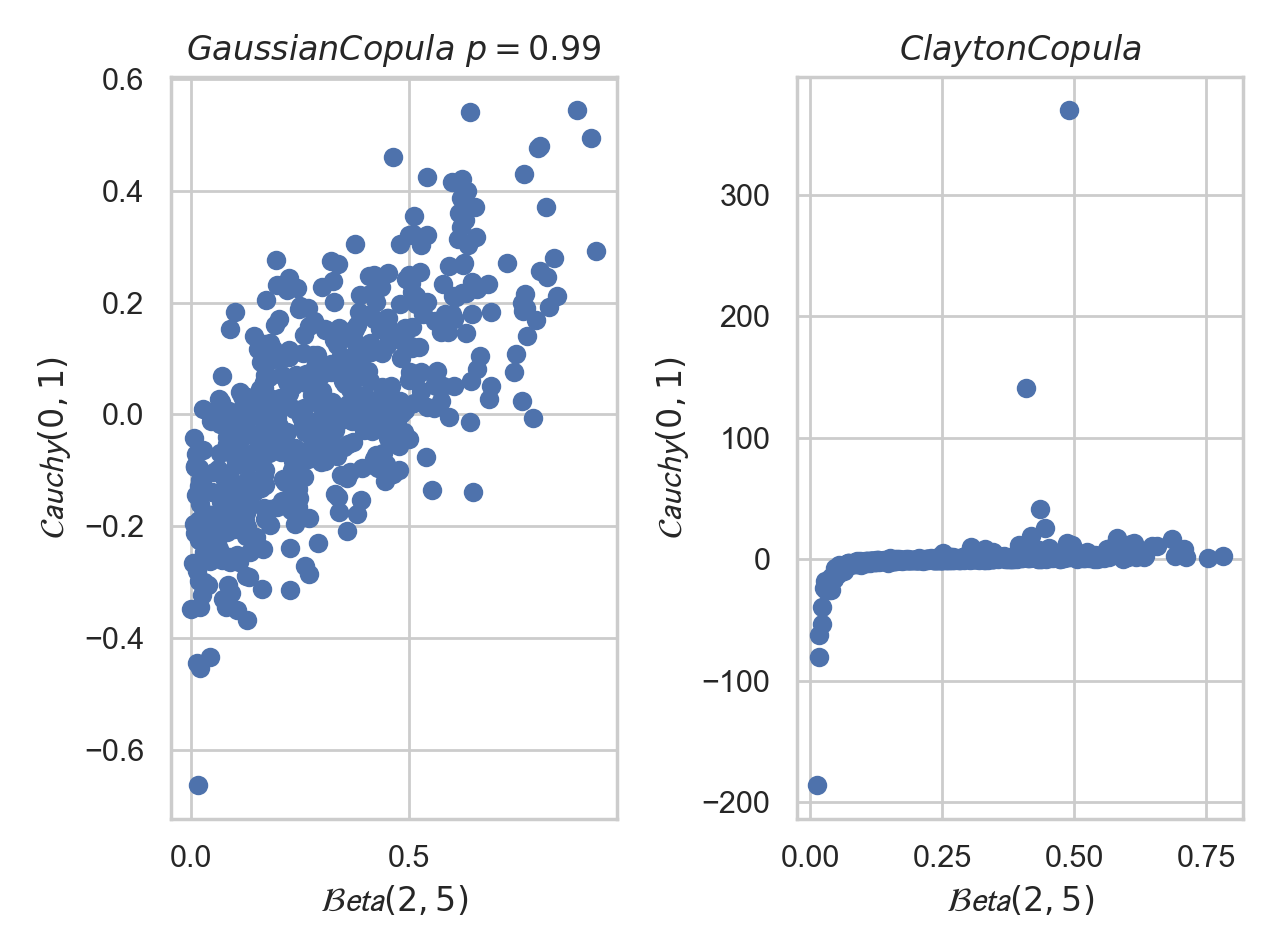 GaussianCopula p = 0.99
0.6
0.4
0.2
0.0
−0.2
−0.4
−0.6
Cauchy(0, 1)
0.0 0.5
Beta(2, 5)
ClaytonCopula
300
200
100
0
−100
−200
Cauchy(0, 1)
0.00 0.25 0.50 0.75
Beta(2, 5)